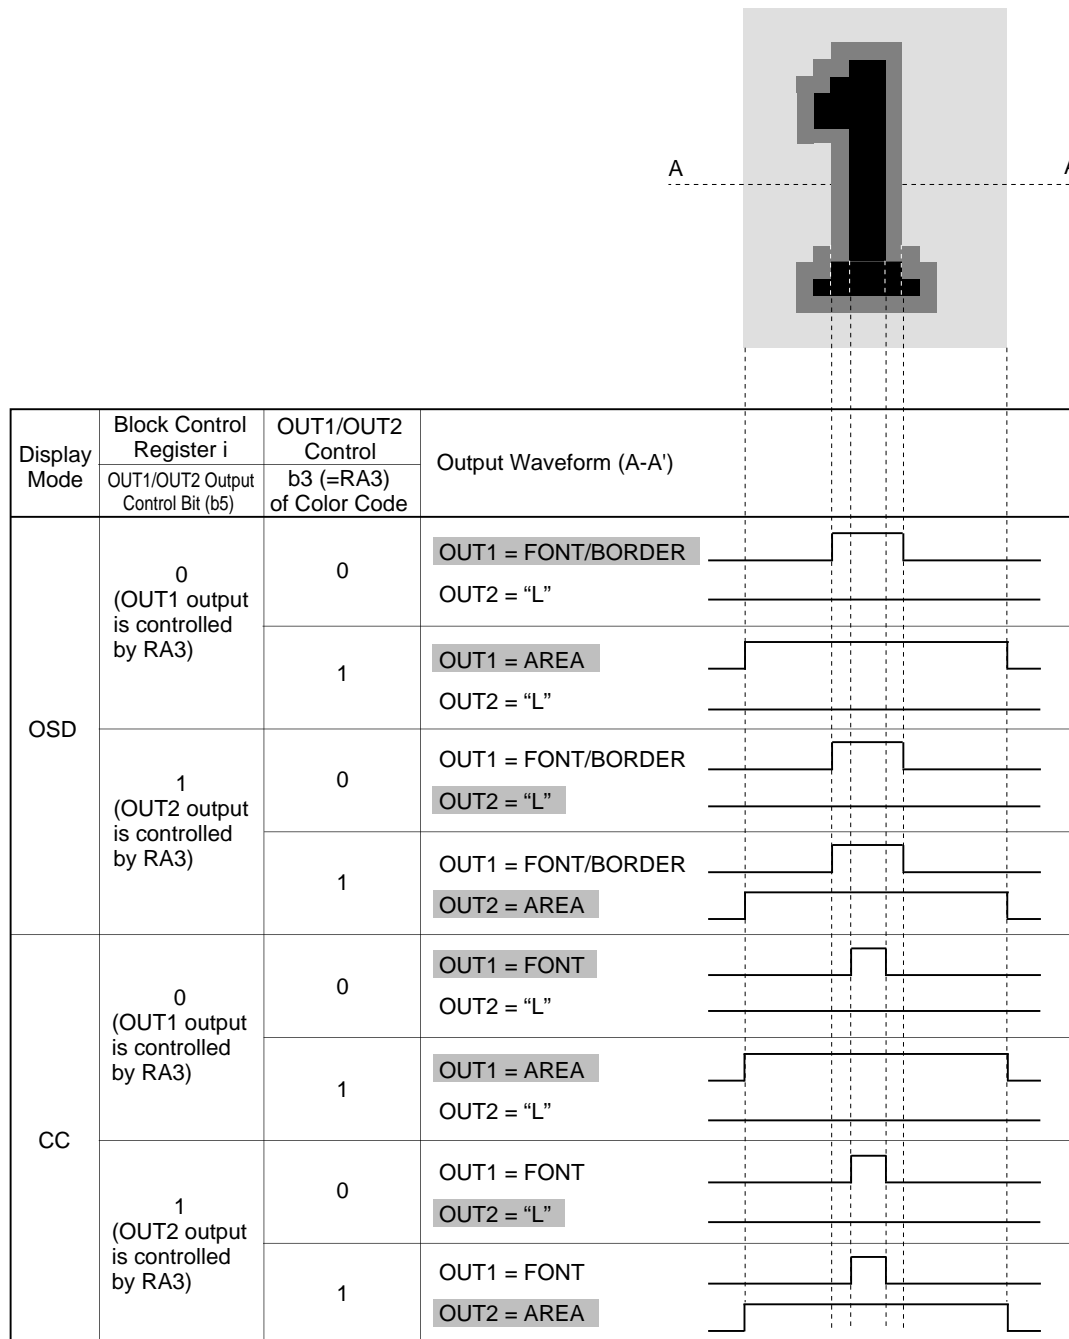 A
A
Display
Mode
Block Control
Register i
OUT1/OUT2 Output
Control Bit (b5)
OUT1/OUT2
Control
b3 (=RA3)
of Color Code
Output Waveform (A-A')
OSD
0
(OUT1 output
is controlled
by RA3)
0
OUT1 = FONT/BORDER
OUT2 = “L”
1
OUT1 = AREA
OUT2 = “L”
1
(OUT2 output
is controlled
by RA3)
0
OUT1 = FONT/BORDER
OUT2 = “L”
1
OUT1 = FONT/BORDER
OUT2 = AREA
CC
0
(OUT1 output
is controlled
by RA3)
0
OUT1 = FONT
OUT2 = “L”
1
OUT1 = AREA
OUT2 = “L”
1
(OUT2 output
is controlled
by RA3)
0
OUT1 = FONT
OUT2 = “L”
1
OUT1 = FONT
OUT2 = AREA